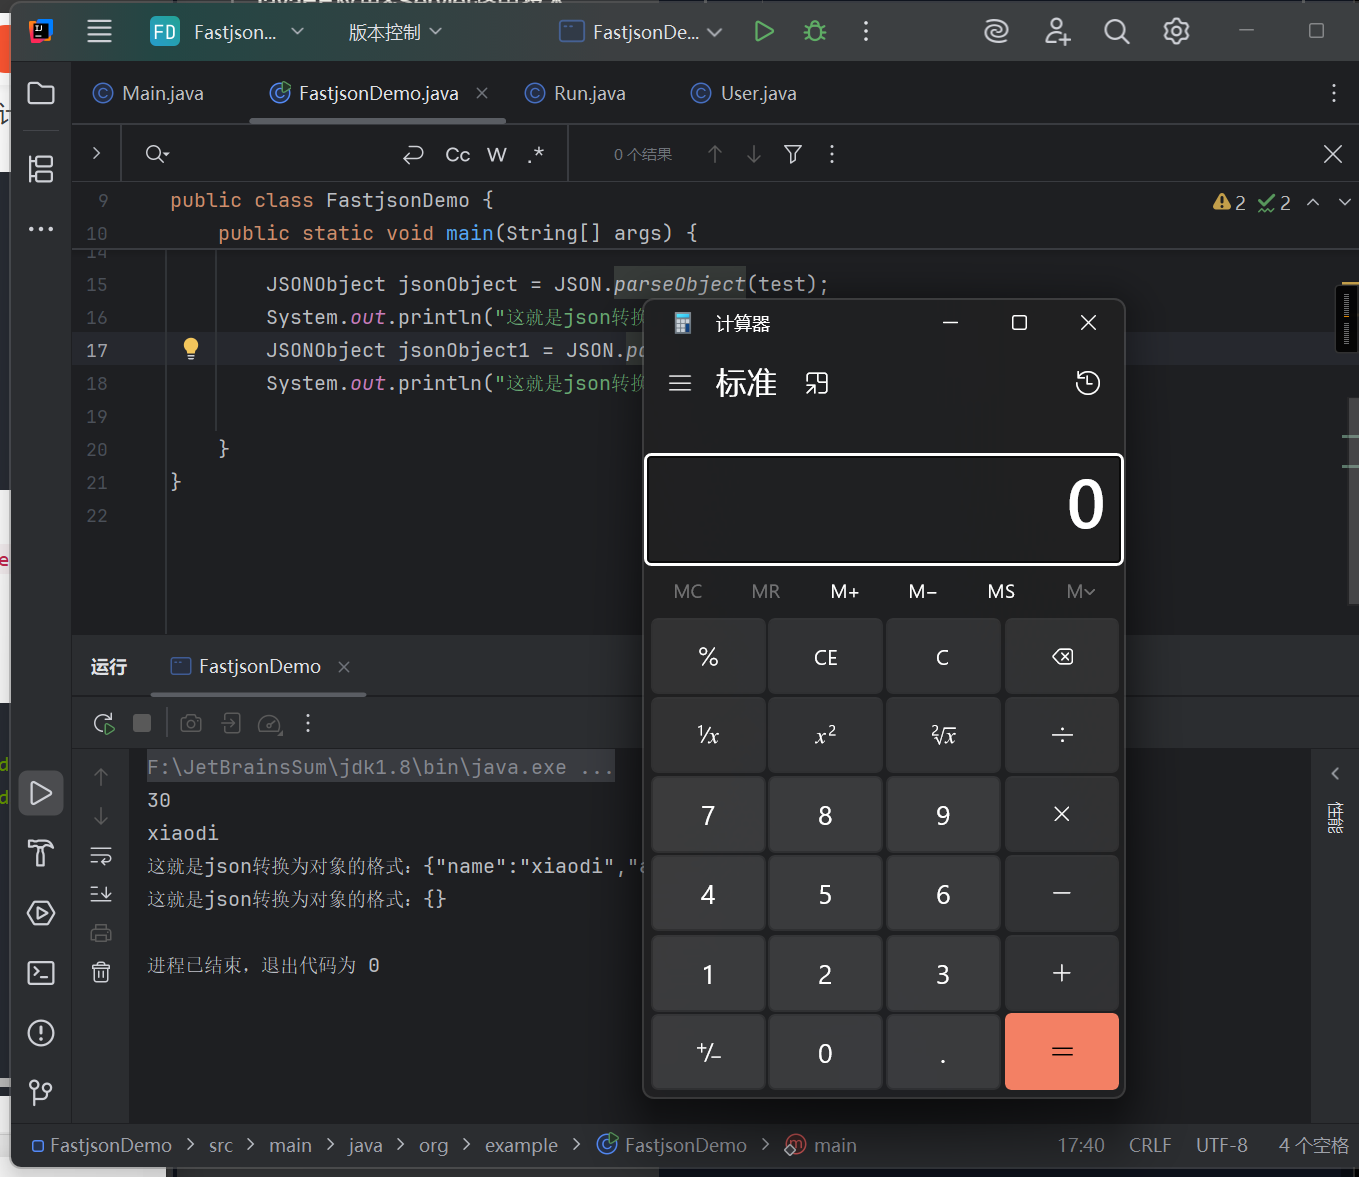 FD Fastjson... 版本控制 FastjsonDe...
Main.java FastjsonDemo.java Run.java User.java
Cc W .* 0 个结果
9 public class FastjsonDemo { 2 2
10 public static void main(String[] args) {
14
15 JSONObject jsonObject = JSON.parseObject(test);
16 System.out.println("这就是json转
17 JSONObject jsonObject1 = JSON.
18 System.out.println("这就是json转
19
20 }
21 }
22
计算器
标准
0
MC MR M+ M− MS M
% CE C
⅟x x² ²√x ÷
7 8 9 ×
4 5 6 −
1 2 3 +
+/− 0 . =
运行 FastjsonDemo
F:\JetBrainsSum\jdk1.8\bin\java.exe ...
30
xiaodi
这就是json转换为对象的格式：{"name":"xiaodi","
这就是json转换为对象的格式：{}
进程已结束，退出代码为 0
性能
FastjsonDemo > src > main > java > org > example > FastjsonDemo > main 17:40 CRLF UTF-8 4 个空格